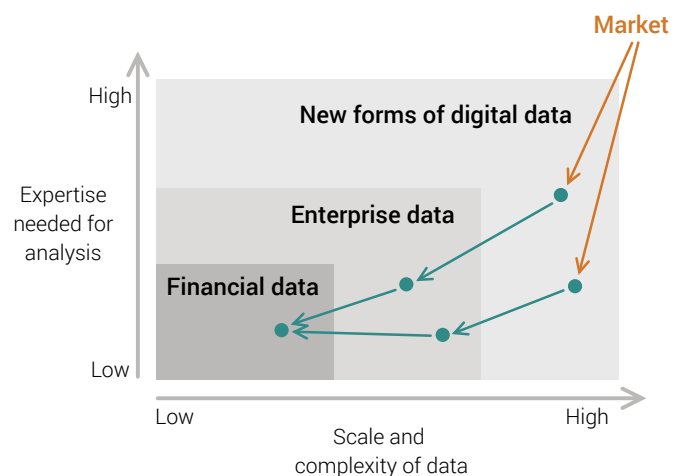 Market
High
New forms of digital data
Expertise
needed for
analysis
Enterprise data
Financial data
Low
Low
High
Scale and
complexity of data